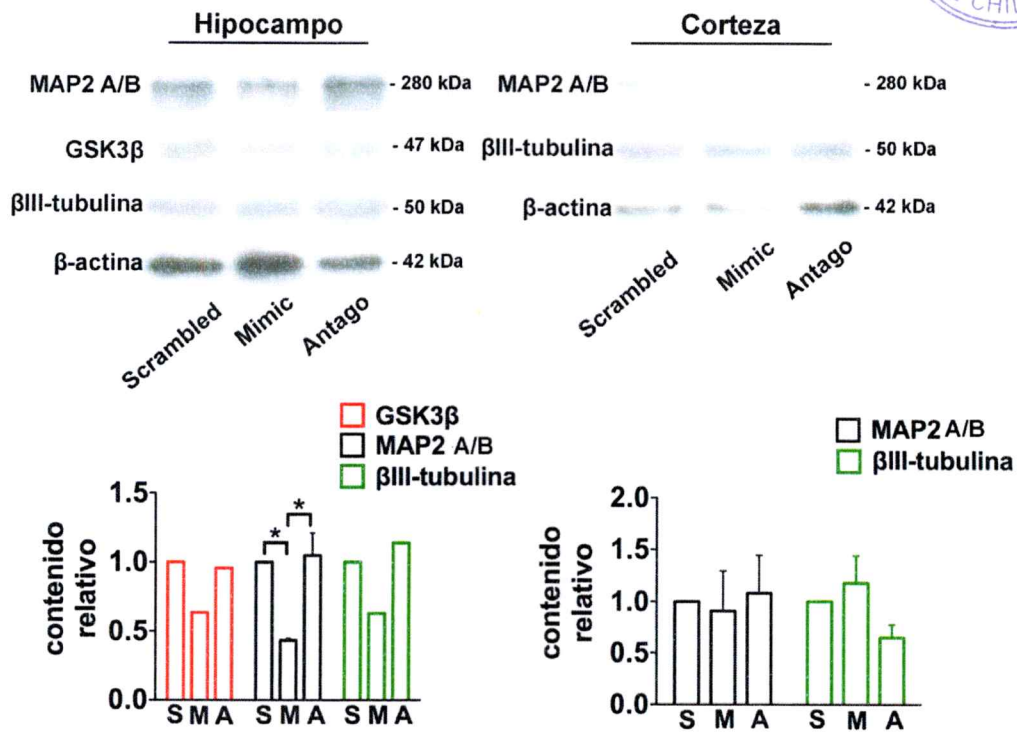 Hipocampo
MAP2 A/B
- 280 kDa
GSK3β
- 47 kDa
βIII-tubulina
- 50 kDa
β-actina
- 42 kDa
Scrambled
Mimic
Antago
Corteza
MAP2 A/B
- 280 kDa
βIII-tubulina
- 50 kDa
β-actina
- 42 kDa
Scrambled
Mimic
Antago
GSK3β
MAP2 A/B
βIII-tubulina
contenido
relativo
1.5
1.0
0.5
0.0
* *
S M A S M A S M A
MAP2 A/B
βIII-tubulina
contenido
relativo
2.0
1.5
1.0
0.5
0.0
S M A S M A